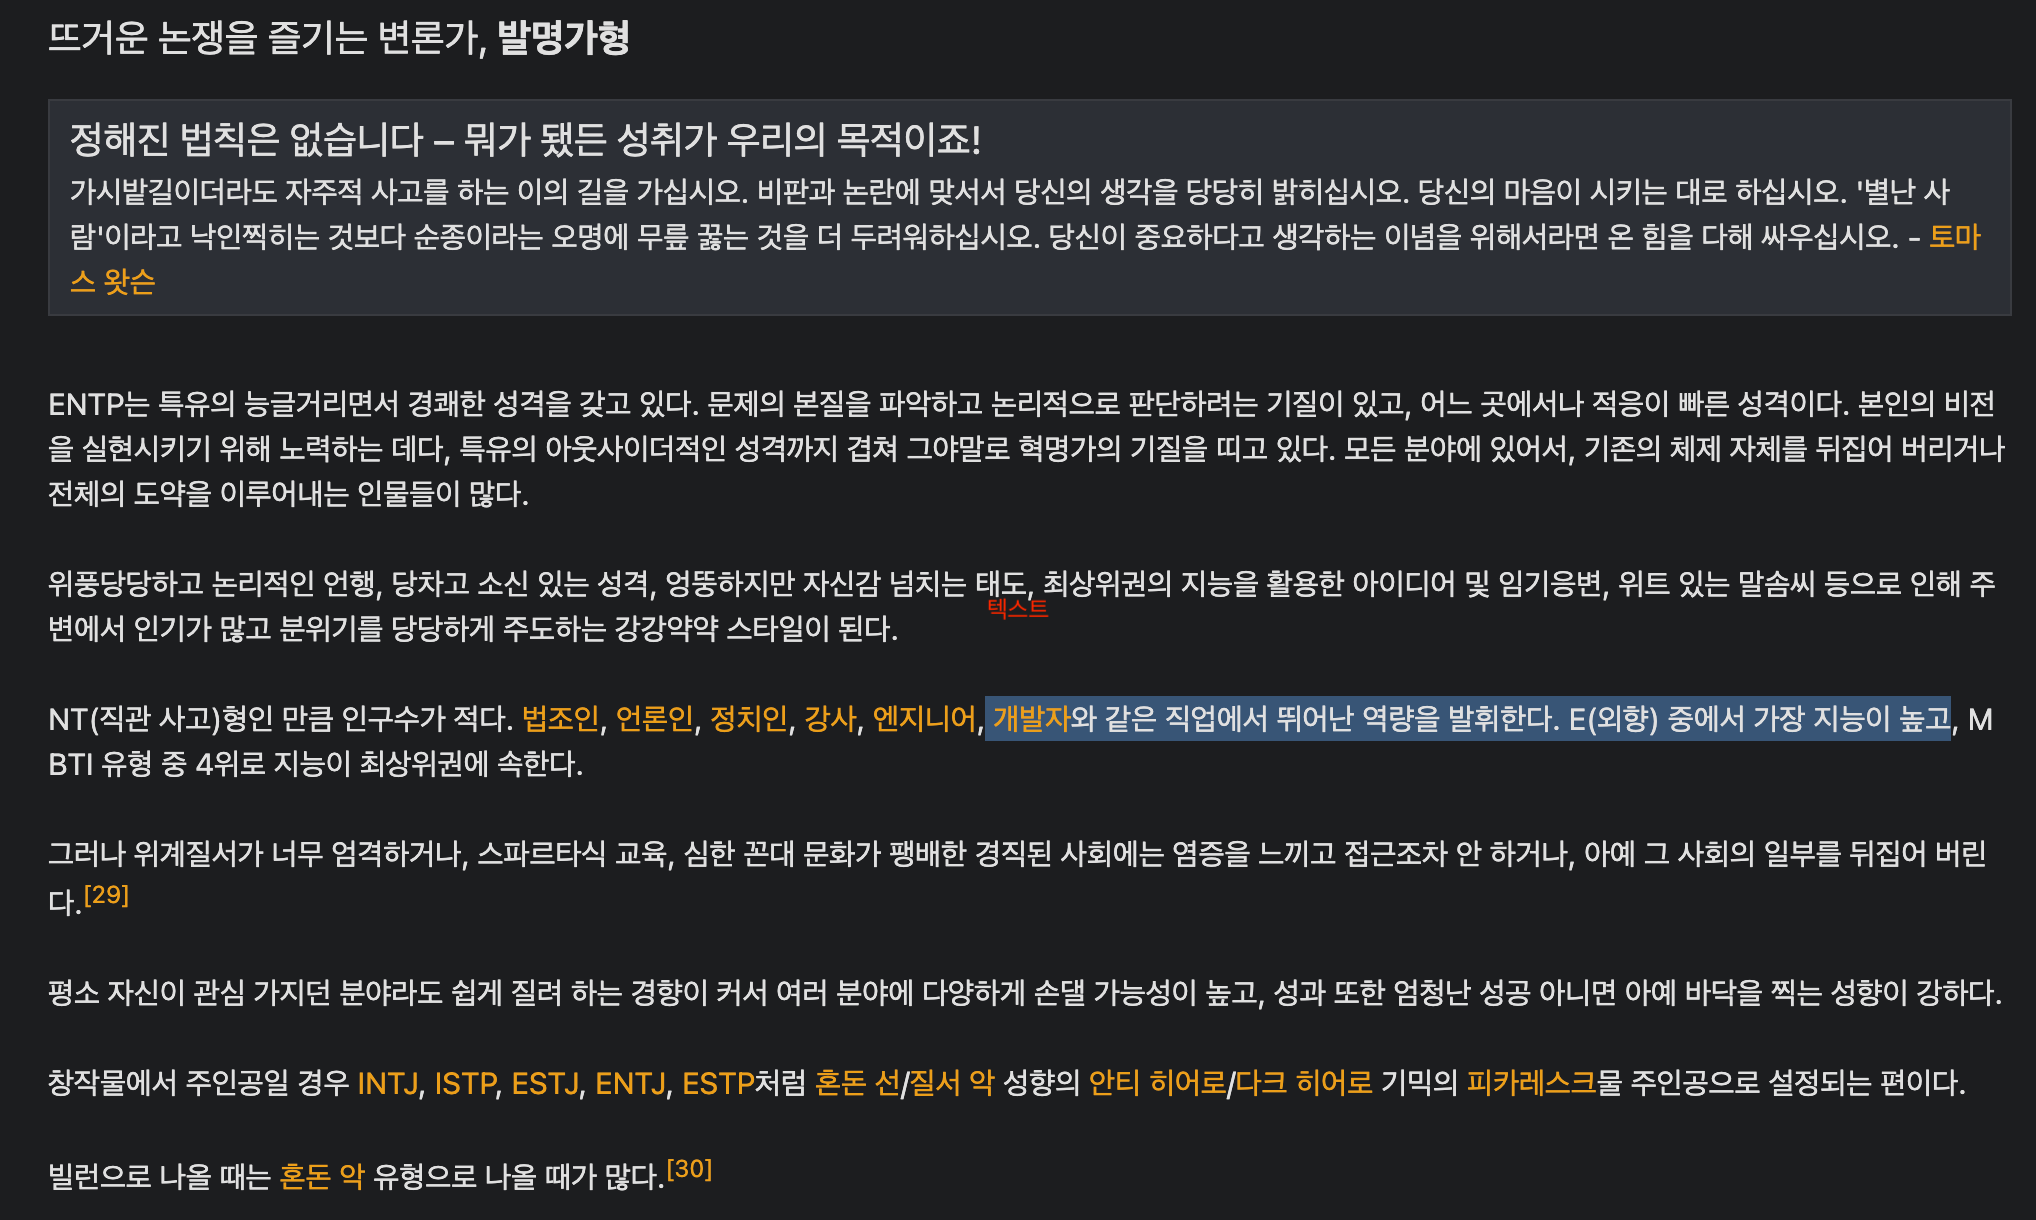 뜨거운 논쟁을 즐기는 변론가, 발명가형
정해진 법칙은 없습니다 – 뭐가 됐든 성취가 우리의 목적이죠!
가시밭길이더라도 자주적 사고를 하는 이의 길을 가십시오. 비판과 논란에 맞서서 당신의 생각을 당당히 밝히십시오. 당신의 마음이 시키는 대로 하십시오. '별난 사
람'이라고 낙인찍히는 것보다 순종이라는 오명에 무릎 꿇는 것을 더 두려워하십시오. 당신이 중요하다고 생각하는 이념을 위해서라면 온 힘을 다해 싸우십시오. - 토마
스 왓슨
ENTP는 특유의 능글거리면서 경쾌한 성격을 갖고 있다. 문제의 본질을 파악하고 논리적으로 판단하려는 기질이 있고, 어느 곳에서나 적응이 빠른 성격이다. 본인의 비전
을 실현시키기 위해 노력하는 데다, 특유의 아웃사이더적인 성격까지 겹쳐 그야말로 혁명가의 기질을 띠고 있다. 모든 분야에 있어서, 기존의 체제 자체를 뒤집어 버리거나
전체의 도약을 이루어내는 인물들이 많다.
위풍당당하고 논리적인 언행, 당차고 소신 있는 성격, 엉뚱하지만 자신감 넘치는 태도, 최상위권의 지능을 활용한 아이디어 및 임기응변, 위트 있는 말솜씨 등으로 인해 주
텍스트
변에서 인기가 많고 분위기를 당당하게 주도하는 강강약약 스타일이 된다.
NT(직관 사고)형인 만큼 인구수가 적다. 법조인, 언론인, 정치인, 강사, 엔지니어, 개발자와 같은 직업에서 뛰어난 역량을 발휘한다. E(외향) 중에서 가장 지능이 높고, M
BTI 유형 중 4위로 지능이 최상위권에 속한다.
그러나 위계질서가 너무 엄격하거나, 스파르타식 교육, 심한 꼰대 문화가 팽배한 경직된 사회에는 염증을 느끼고 접근조차 안 하거나, 아예 그 사회의 일부를 뒤집어 버린
다.[29]
평소 자신이 관심 가지던 분야라도 쉽게 질려 하는 경향이 커서 여러 분야에 다양하게 손댈 가능성이 높고, 성과 또한 엄청난 성공 아니면 아예 바닥을 찍는 성향이 강하다.
창작물에서 주인공일 경우 INTJ, ISTP, ESTJ, ENTJ, ESTP처럼 혼돈 선/질서 악 성향의 안티 히어로/다크 히어로 기믹의 피카레스크물 주인공으로 설정되는 편이다.
빌런으로 나올 때는 혼돈 악 유형으로 나올 때가 많다.[30]